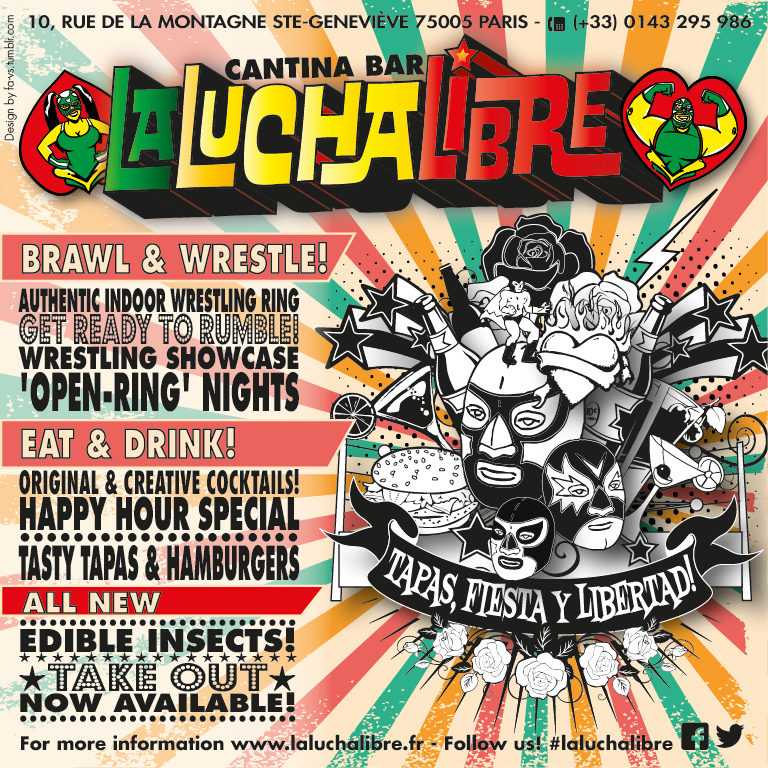 10, RUE DE LA MONTAGNE STE-GENEVIÈVE 75005 PARIS - (+33) 0143 295 986
Design by fa-vs.tumblr.com
CANTINA BAR
LA LUCHA LIBRE
BRAWL & WRESTLE!
AUTHENTIC INDOOR WRESTLING RING
GET READY TO RUMBLE!
WRESTLING SHOWCASE
'OPEN-RING' NIGHTS
EAT & DRINK!
ORIGINAL & CREATIVE COCKTAILS!
HAPPY HOUR SPECIAL
TASTY TAPAS & HAMBURGERS
ALL NEW
EDIBLE INSECTS!
TAKE OUT
NOW AVAILABLE!
TAPAS, FIESTA Y LIBERTAD!
For more information www.laluchalibre.fr - Follow us! #laluchalibre